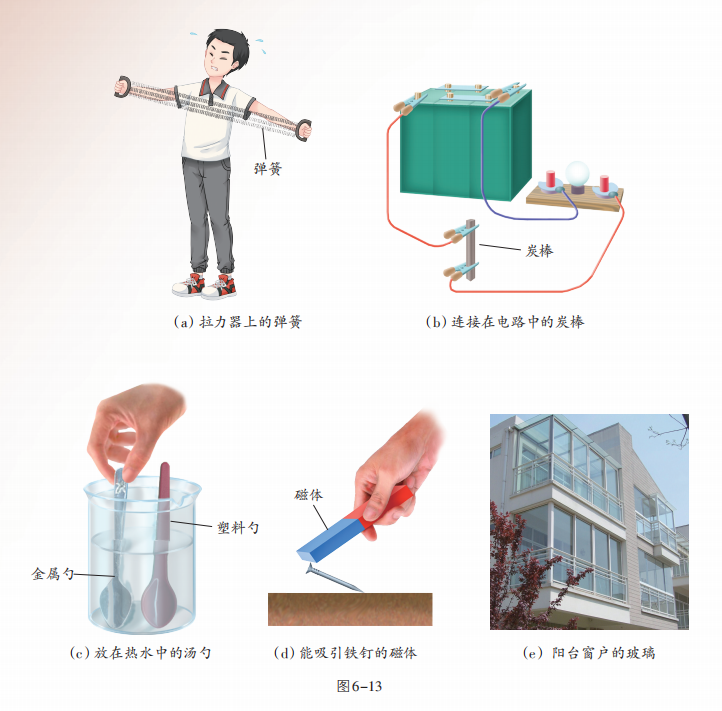 弹簧
炭棒
(a)拉力器上的弹簧
(b)连接在电路中的炭棒
磁体
塑料勺
金属勺
(c)放在热水中的汤勺
(d)能吸引铁钉的磁体
(e) 阳台窗户的玻璃
图6-13